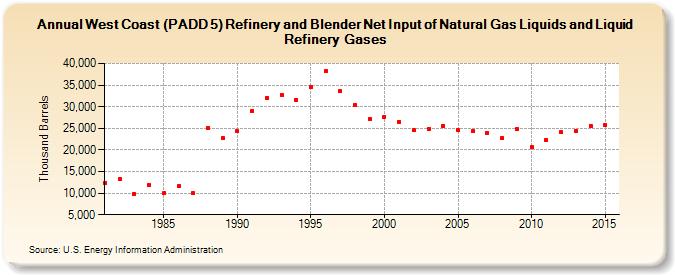 Annual West Coast (PADD 5) Refinery and Blender Net Input of Natural Gas Liquids and Liquid
Refinery Gases
Thousand Barrels
40,000
35,000
30,000
25,000
20,000
15,000
10,000
5,000
1985 1990 1995 2000 2005 2010 2015
Source: U.S. Energy Information Administration